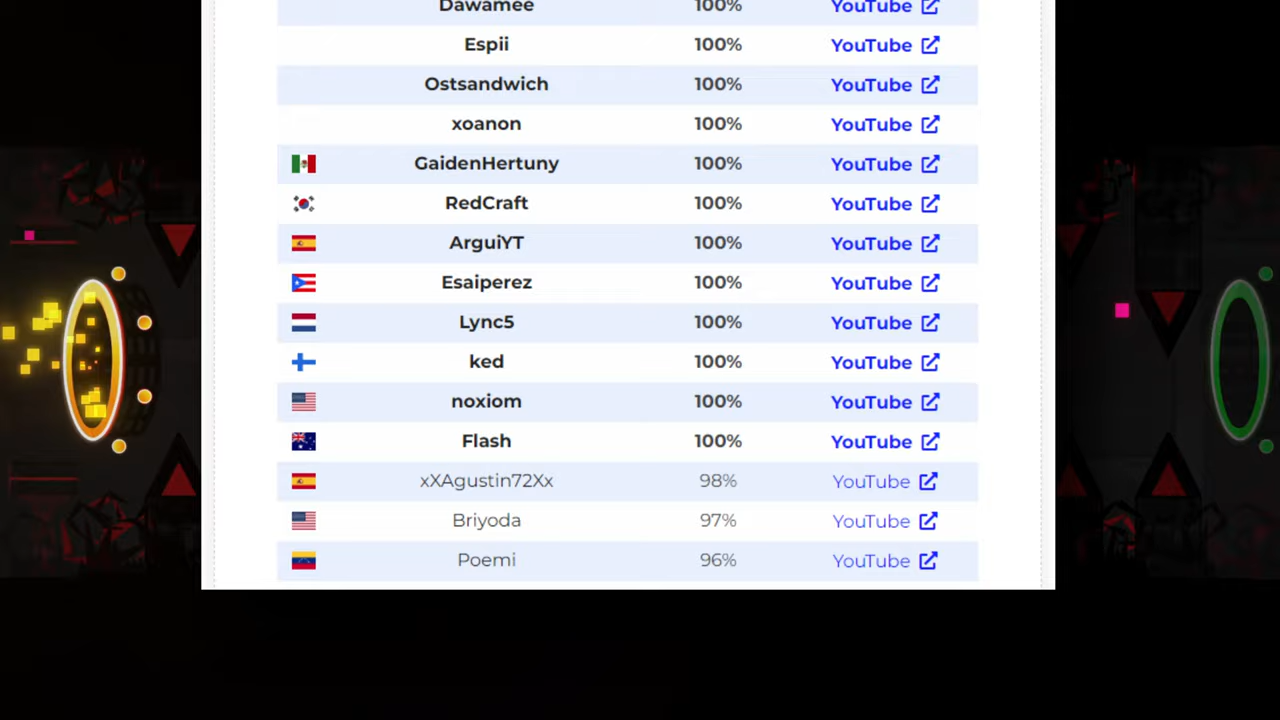 Dawamee 100% YouTube
Espii 100% YouTube
Ostsandwich 100% YouTube
xoanon 100% YouTube
GaidenHertuny 100% YouTube
RedCraft 100% YouTube
ArguiYT 100% YouTube
Esaiperez 100% YouTube
Lync5 100% YouTube
ked 100% YouTube
noxiom 100% YouTube
Flash 100% YouTube
xXAgustin72Xx 98% YouTube
Briyoda 97% YouTube
Poemi 96% YouTube